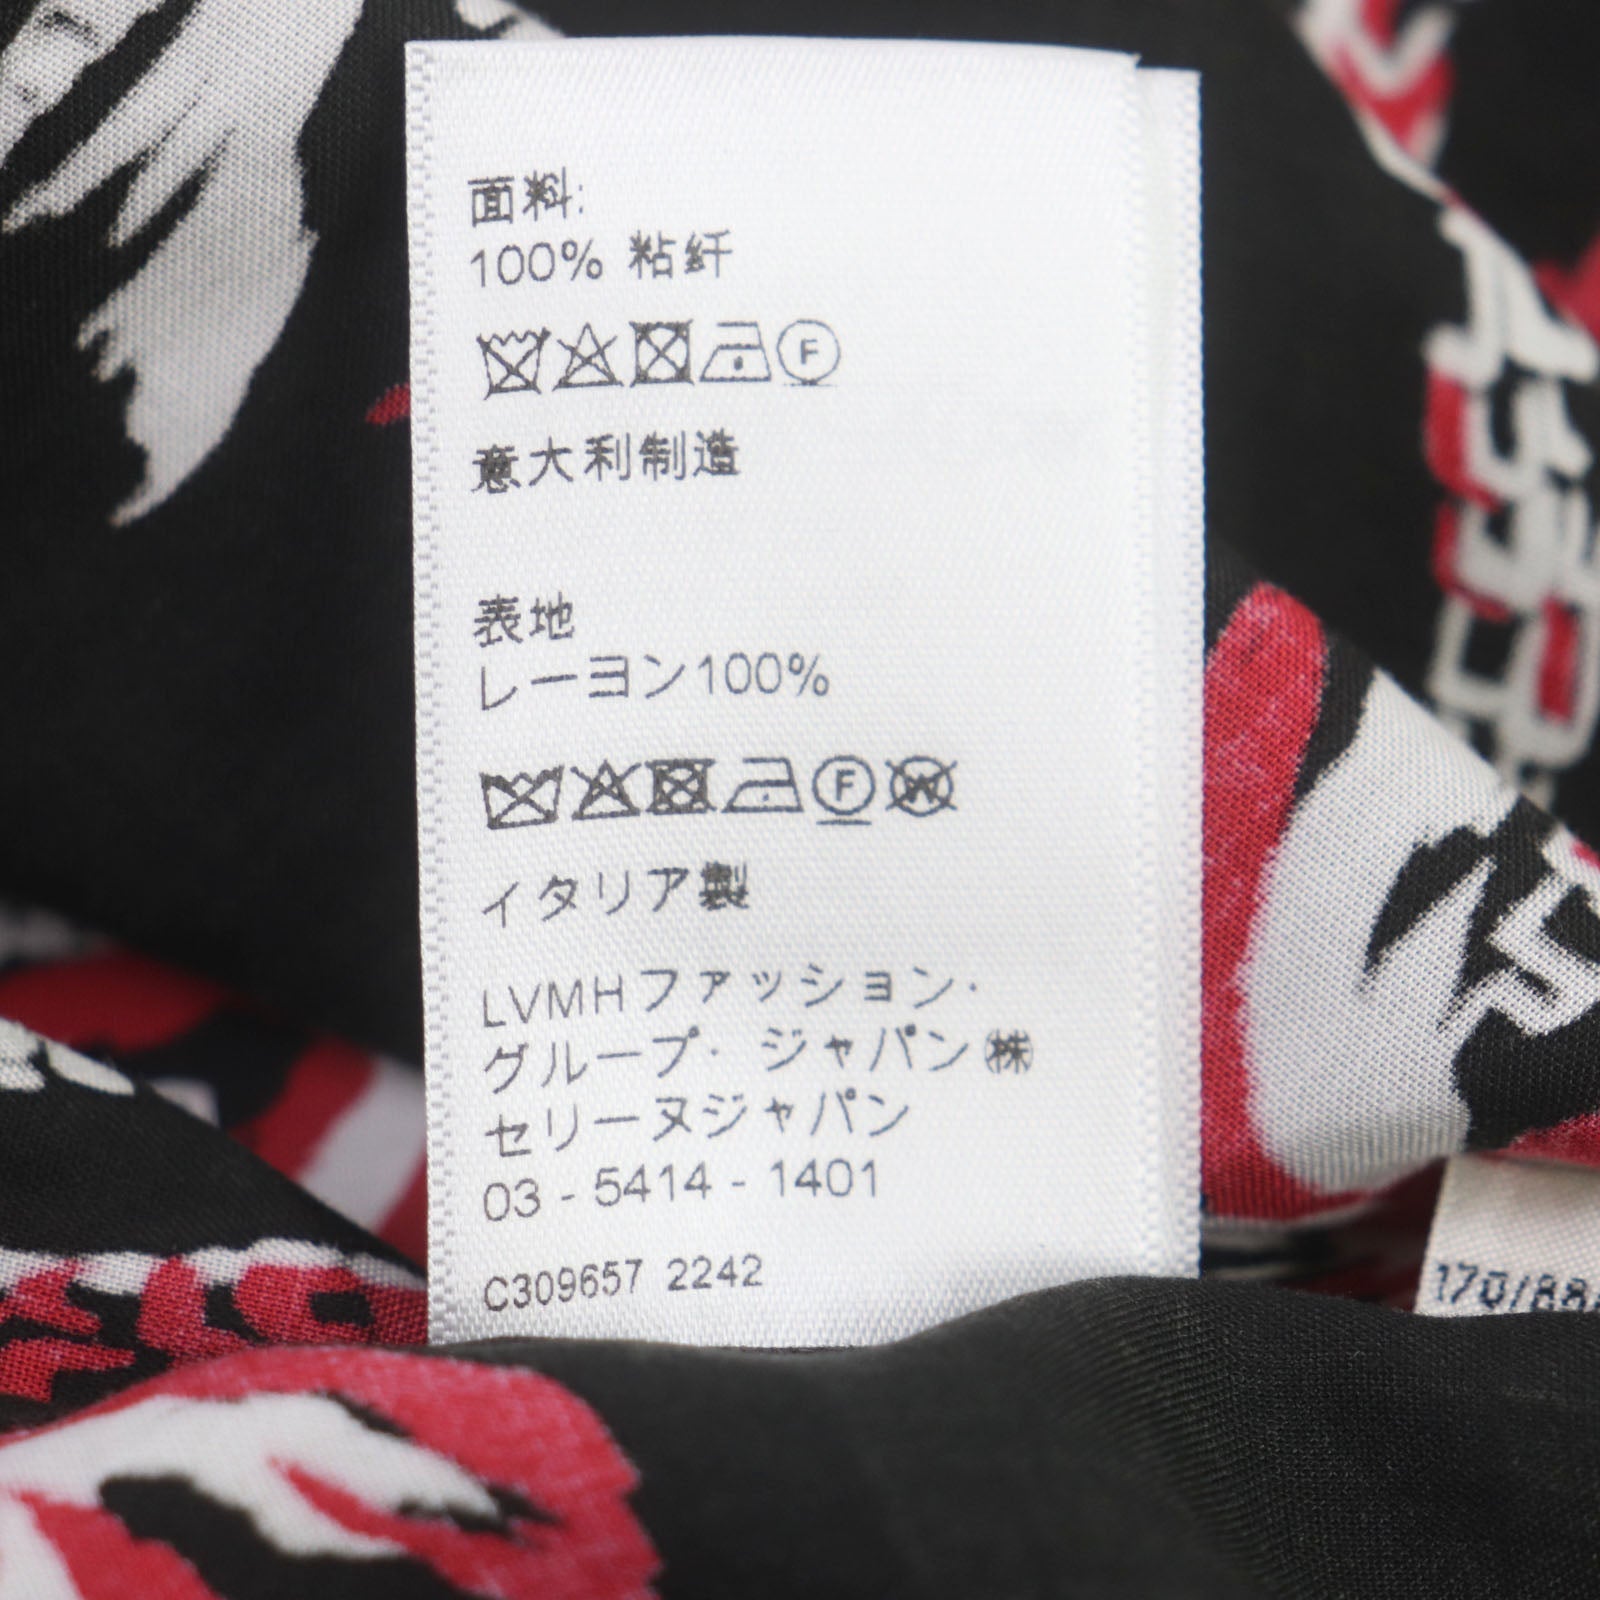 面料:
100% 粘纤
F
意大利制造
表地
レーヨン100%
F W
イタリア製
LVMHファッション・
グループ・ジャパン㈱
セリーヌジャパン
03 - 5414 - 1401
C309657 2242
170/88